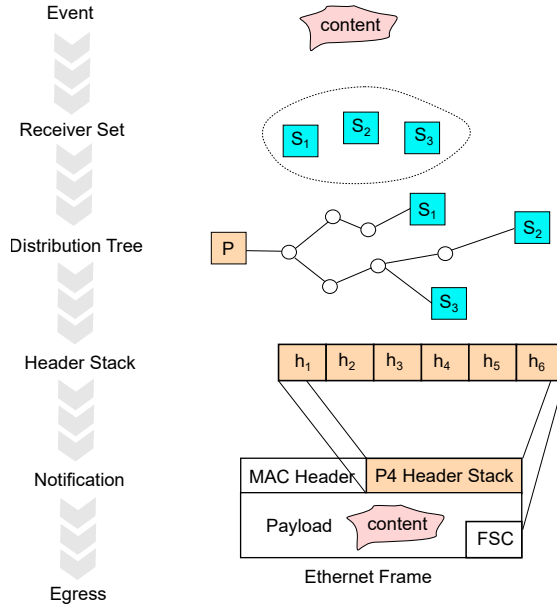 Event
content
Receiver Set
S1
S2
S3
Distribution Tree
P
S1
S2
S3
Header Stack
h1 h2 h3 h4 h5 h6
Notification
MAC Header P4 Header Stack
Payload content
FSC
Egress
Ethernet Frame